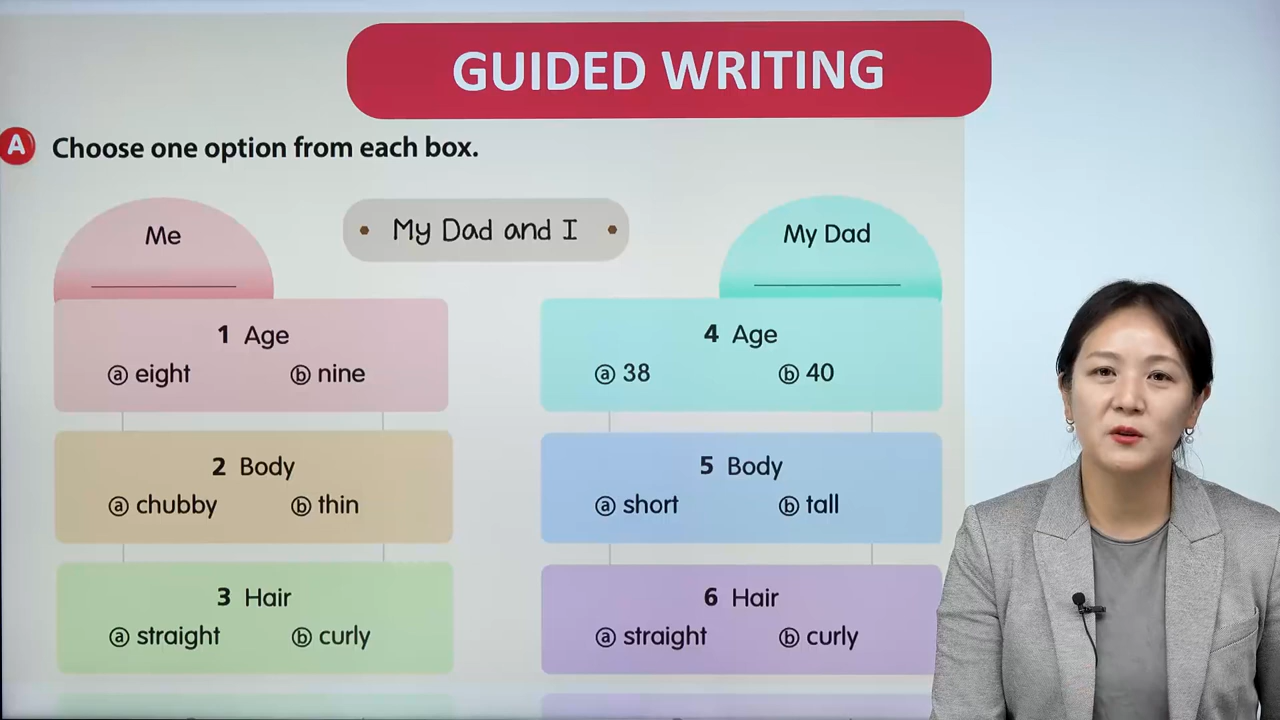 GUIDED WRITING
A Choose one option from each box.
Me
My Dad and I
My Dad
1 Age
ⓐ eight ⓑ nine
4 Age
ⓐ 38 ⓑ 40
2 Body
ⓐ chubby ⓑ thin
5 Body
ⓐ short ⓑ tall
3 Hair
ⓐ straight ⓑ curly
6 Hair
ⓐ straight ⓑ curly